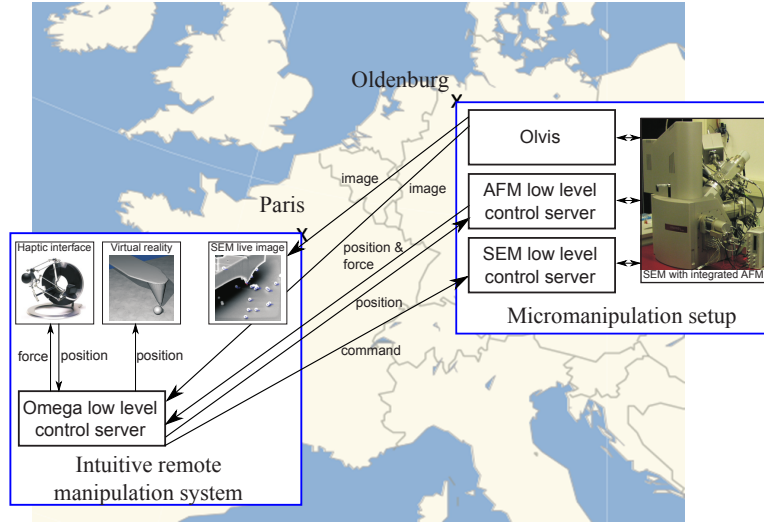 Oldenburg
X
Olvis
AFM low level
control server
SEM low level
control server
SEM with integrated AFM
Micromanipulation setup
image
image
position &
force
position
command
Paris
X
Haptic interface
Virtual reality
SEM live image
force
position
position
Omega low level
control server
Intuitive remote
manipulation system